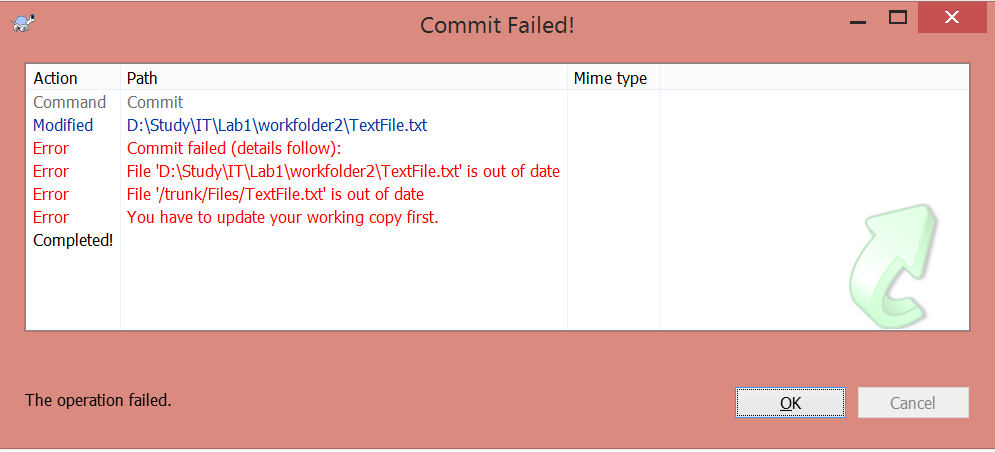 Commit Failed!
Action Path Mime type
Command Commit
Modified D:\Study\IT\Lab1\workfolder2\TextFile.txt
Error Commit failed (details follow):
Error File 'D:\Study\IT\Lab1\workfolder2\TextFile.txt' is out of date
Error File '/trunk/Files/TextFile.txt' is out of date
Error You have to update your working copy first.
Completed!
The operation failed.
OK Cancel